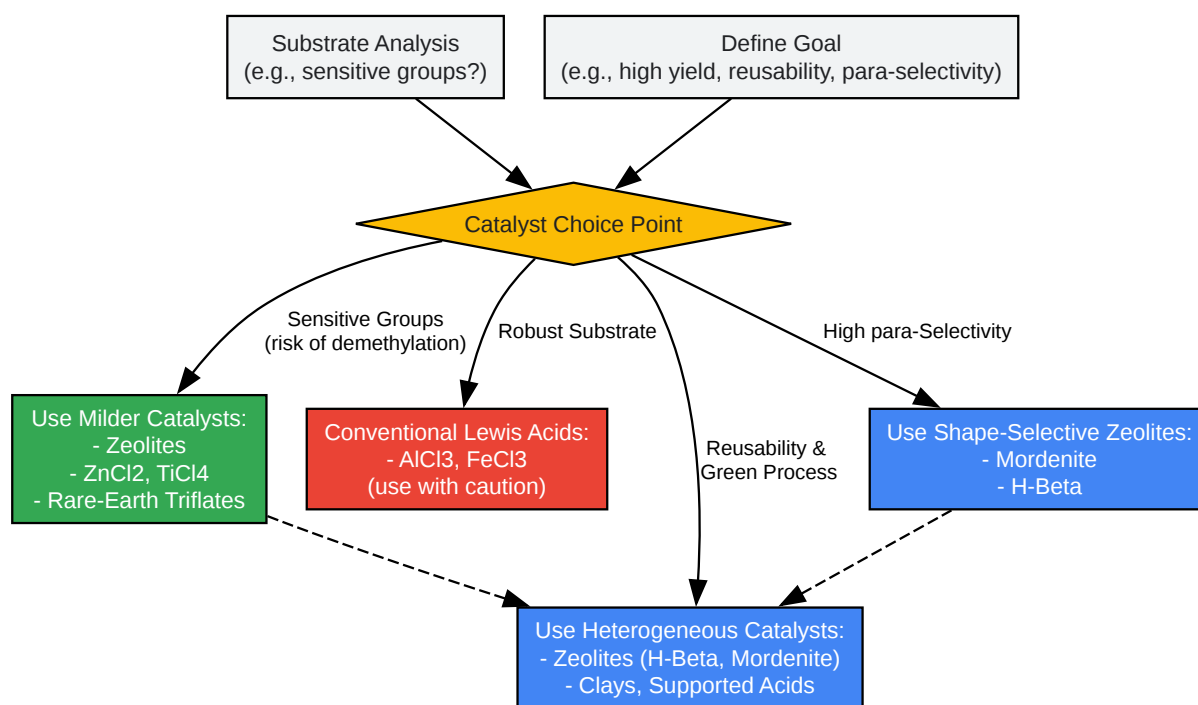 Substrate Analysis
(e.g., sensitive groups?)
Define Goal
(e.g., high yield, reusability, para-selectivity)
Catalyst Choice Point
Sensitive Groups
(risk of demethylation)
Robust Substrate
High para-Selectivity
Use Milder Catalysts:
- Zeolites
- ZnCl2, TiCl4
- Rare-Earth Triflates
Conventional Lewis Acids:
- AlCl3, FeCl3
(use with caution)
Reusability &
Green Process
Use Shape-Selective Zeolites:
- Mordenite
- H-Beta
Use Heterogeneous Catalysts:
- Zeolites (H-Beta, Mordenite)
- Clays, Supported Acids